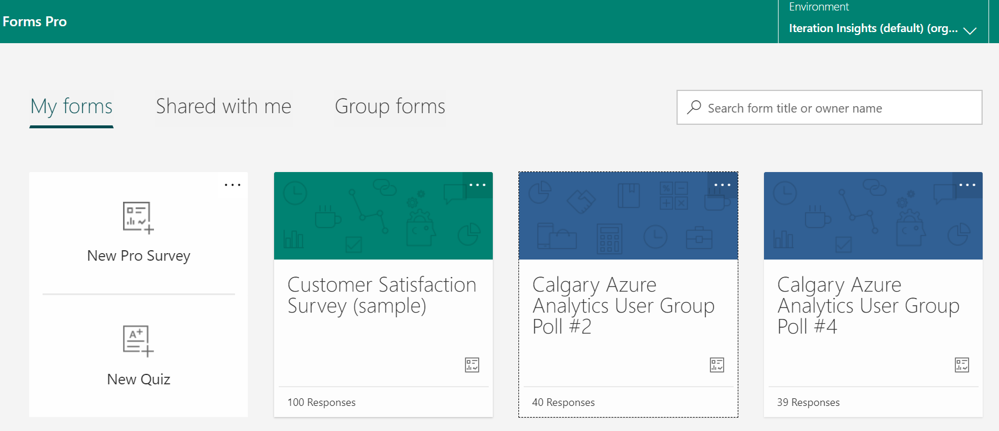 Forms Pro
Environment
Iteration Insights (default) (org...
My forms
Shared with me
Group forms
Search form title or owner name
New Pro Survey
A+
New Quiz
Customer Satisfaction
Survey (sample)
100 Responses
Calgary Azure
Analytics User Group
Poll #2
40 Responses
Calgary Azure
Analytics User Group
Poll #4
39 Responses